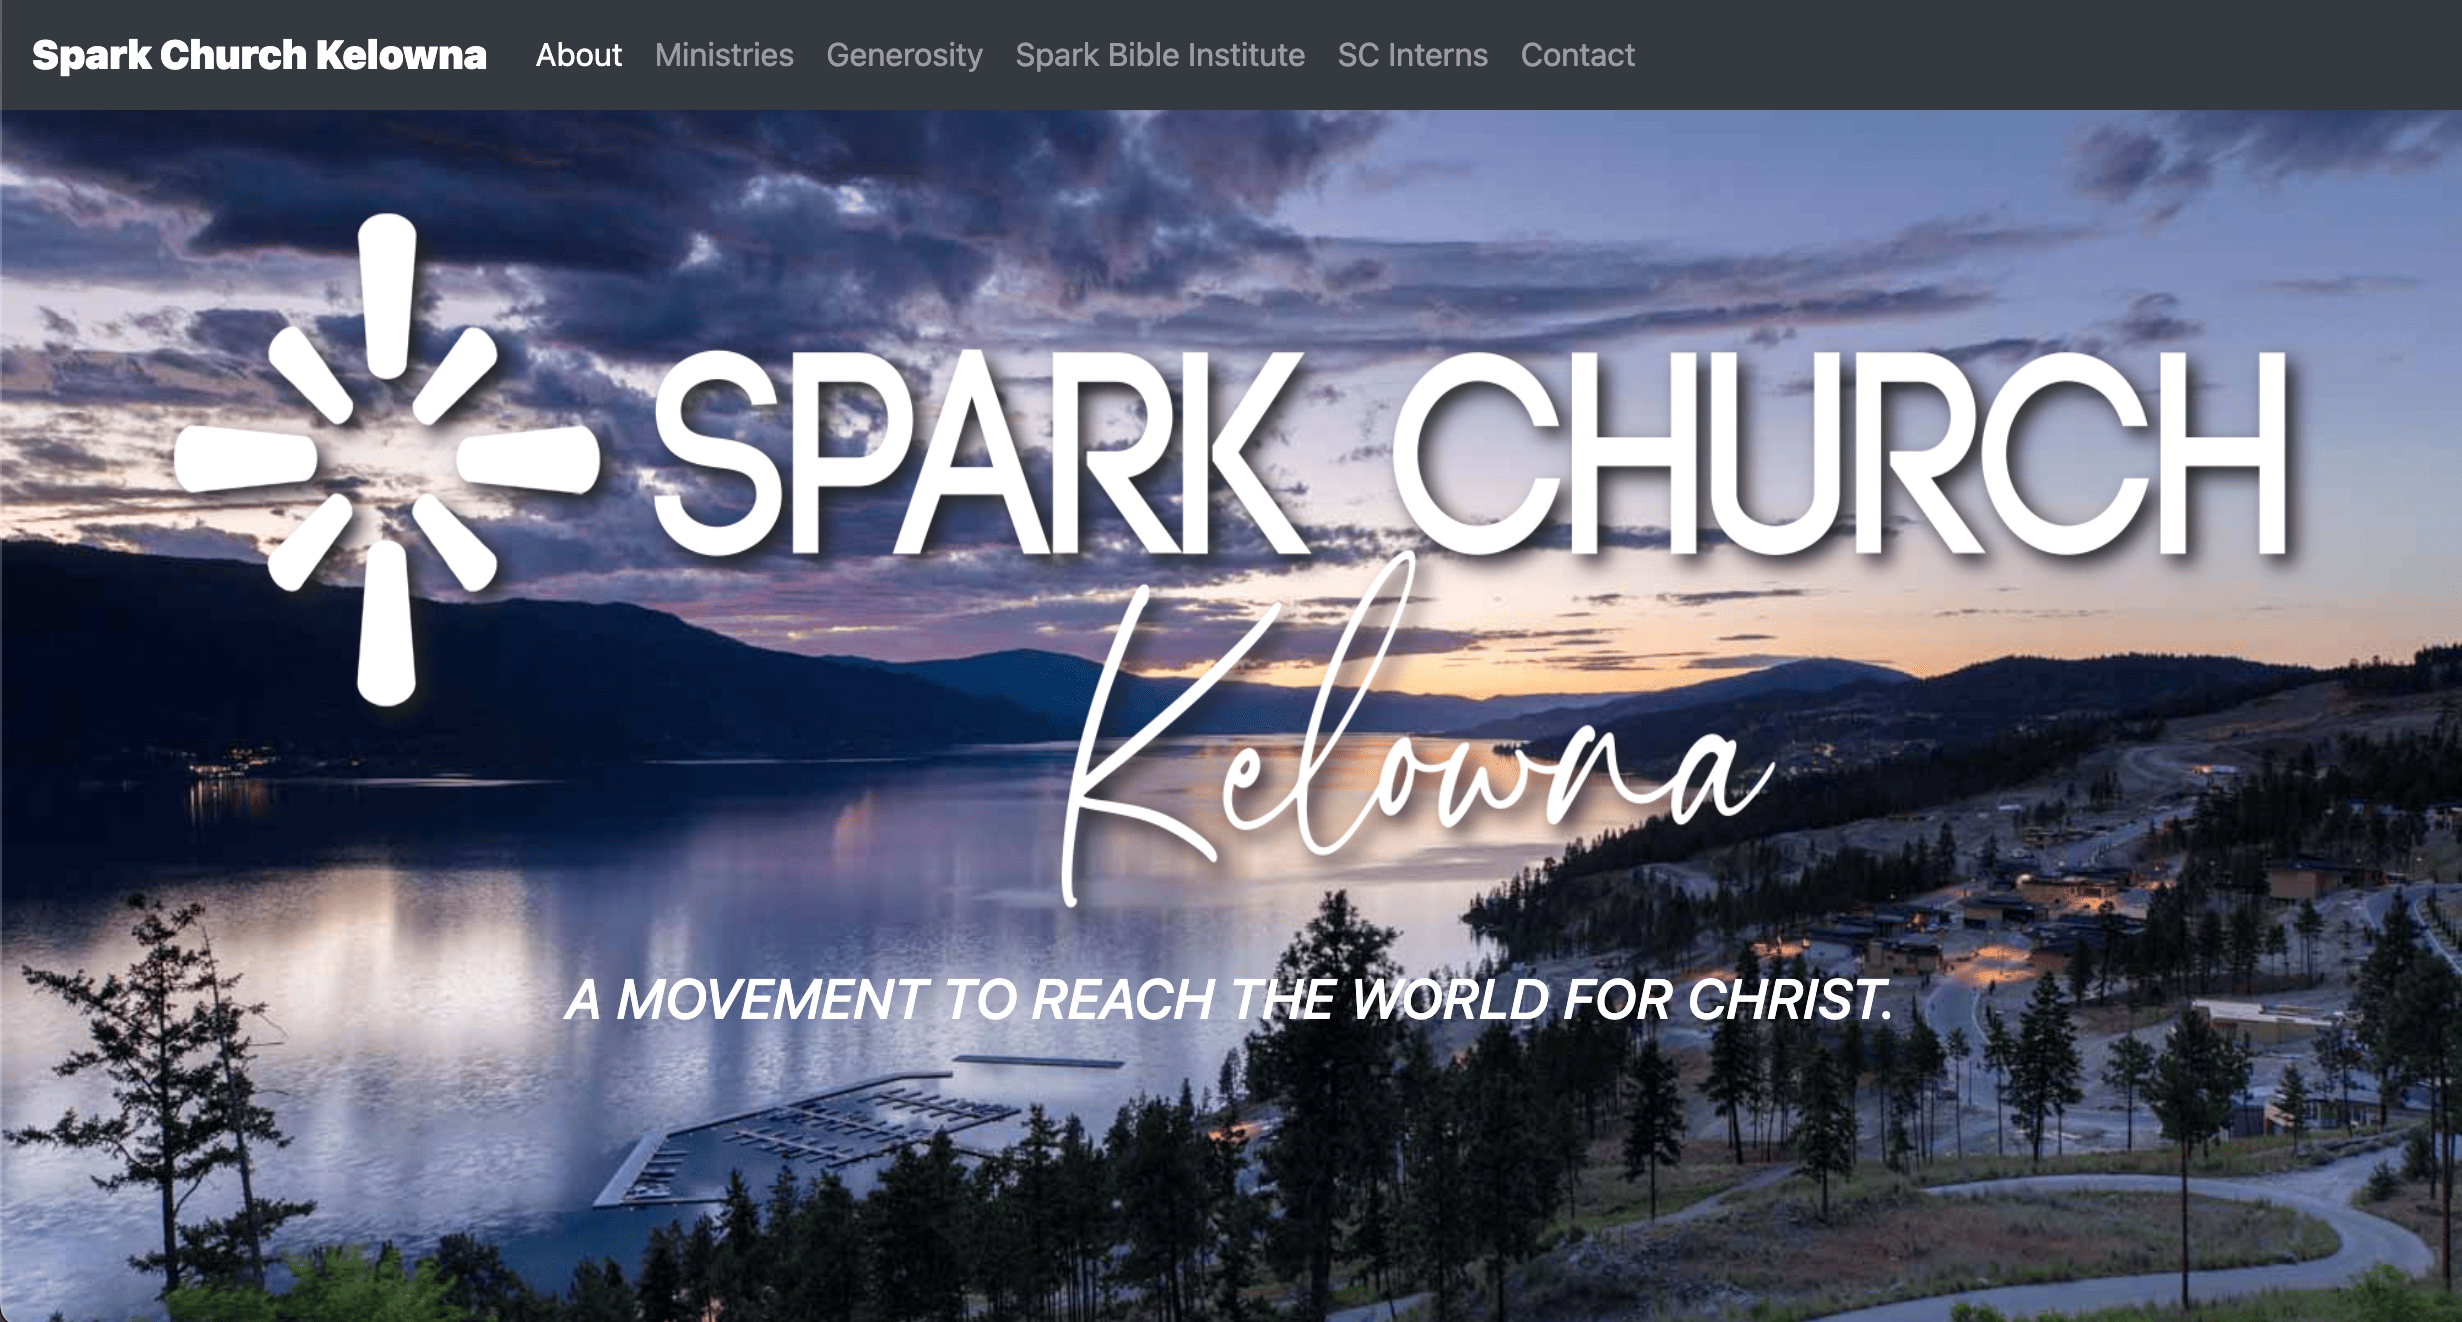 Spark Church Kelowna About Ministries Generosity Spark Bible Institute SC Interns Contact
SPARK CHURCH
Kelowna
A MOVEMENT TO REACH THE WORLD FOR CHRIST.